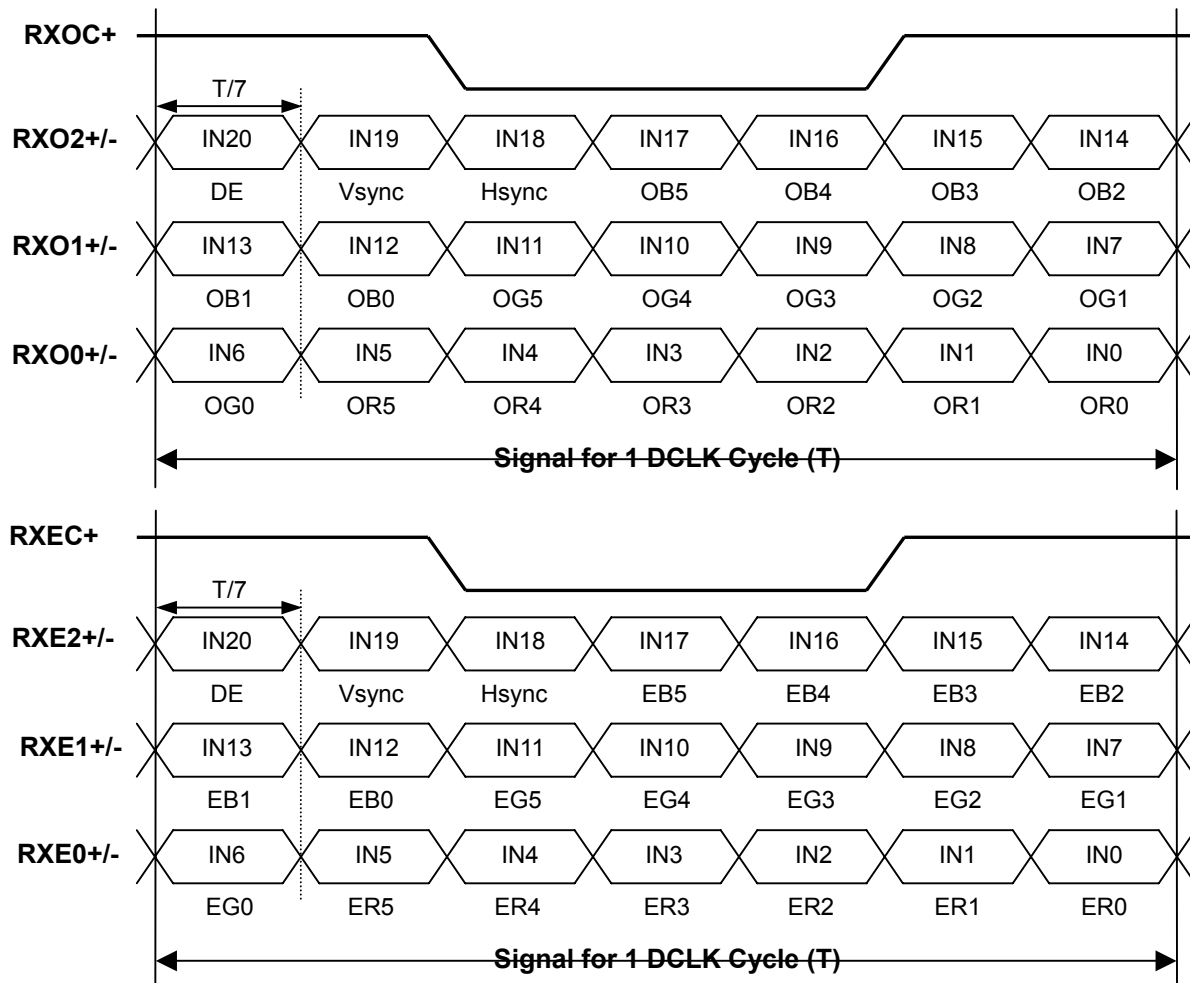 RXOC+
T/7
RXO2+/- IN20 IN19 IN18 IN17 IN16 IN15 IN14
DE Vsync Hsync OB5 OB4 OB3 OB2
RXO1+/- IN13 IN12 IN11 IN10 IN9 IN8 IN7
OB1 OB0 OG5 OG4 OG3 OG2 OG1
RXO0+/- IN6 IN5 IN4 IN3 IN2 IN1 IN0
OG0 OR5 OR4 OR3 OR2 OR1 OR0
Signal for 1 DCLK Cycle (T)
RXEC+
T/7
RXE2+/- IN20 IN19 IN18 IN17 IN16 IN15 IN14
DE Vsync Hsync EB5 EB4 EB3 EB2
RXE1+/- IN13 IN12 IN11 IN10 IN9 IN8 IN7
EB1 EB0 EG5 EG4 EG3 EG2 EG1
RXE0+/- IN6 IN5 IN4 IN3 IN2 IN1 IN0
EG0 ER5 ER4 ER3 ER2 ER1 ER0
Signal for 1 DCLK Cycle (T)